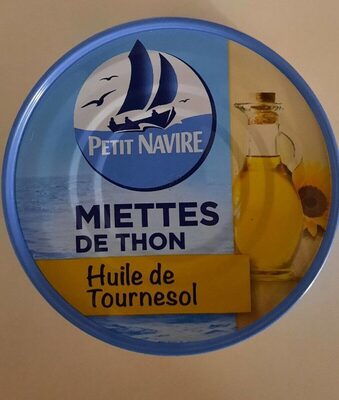 PETIT NAVIRE
MIETTES
DE THON
Huile de
Tournesol